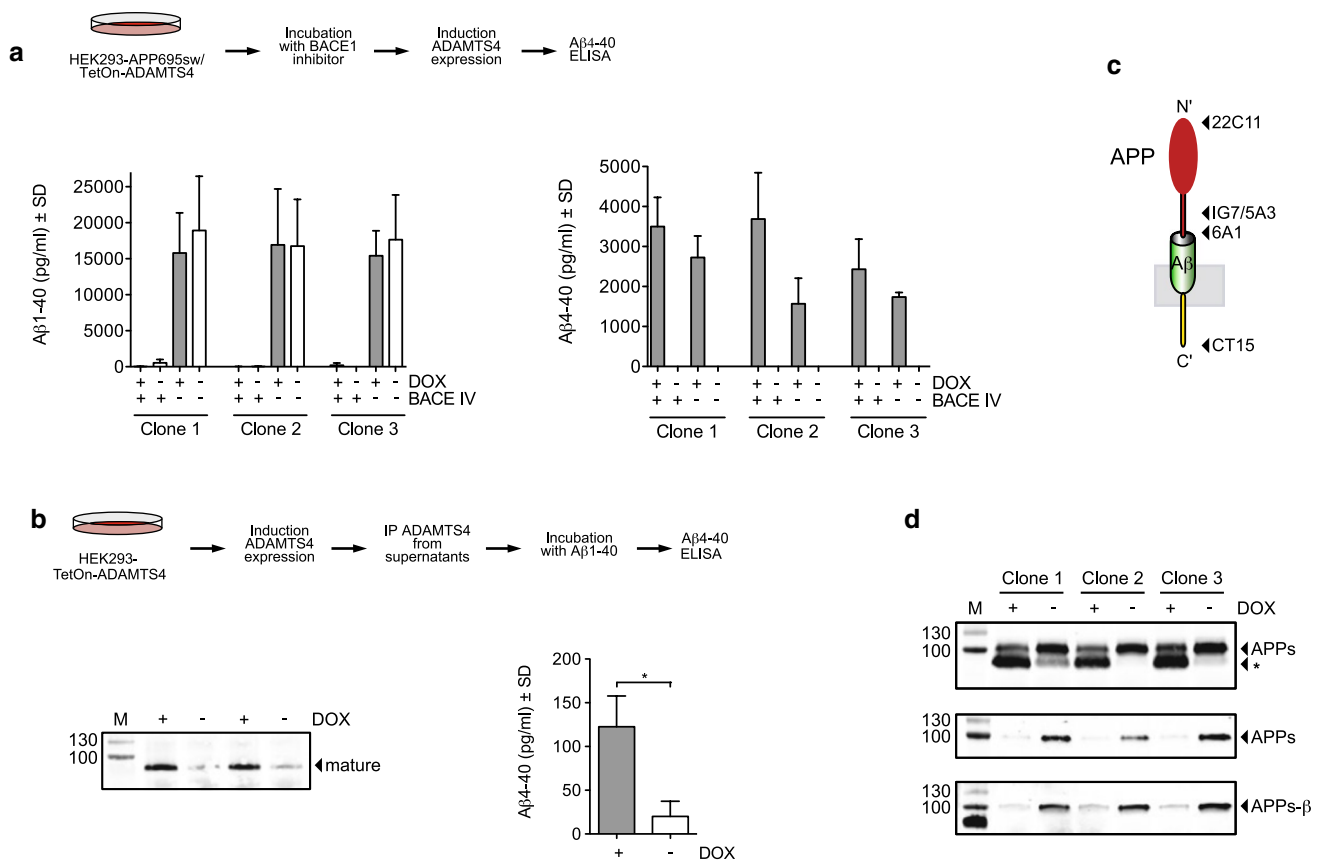 a
HEK293-APP695sw/
TetOn-ADAMTS4
Incubation
with BACE1
inhibitor
Induction
ADAMTS4
expression
Aβ4-40
ELISA
Aβ1-40 (pg/ml) ± SD
25000
20000
15000
10000
5000
0
+ - + - + - + - + - + - DOX
+ + - - + + - - + + - - BACE IV
Clone 1 Clone 2 Clone 3
Aβ4-40 (pg/ml) ± SD
5000
4000
3000
2000
1000
0
+ - + - + - + - + - + - DOX
+ + - - + + - - + + - - BACE IV
Clone 1 Clone 2 Clone 3
c
N'
22C11
APP
IG7/5A3
6A1
Aβ
CT15
C'
b
HEK293-
TetOn-ADAMTS4
Induction
ADAMTS4
expression
IP ADAMTS4
from
supernatants
Incubation
with Aβ1-40
Aβ4-40
ELISA
M + - + - DOX
130
100
mature
Aβ4-40 (pg/ml) ± SD
200
150
100
50
0
*
+ - DOX
d
Clone 1 Clone 2 Clone 3
M + - + - + - DOX
130
100
APPs
*
130
100
APPs
130
100
APPs-β